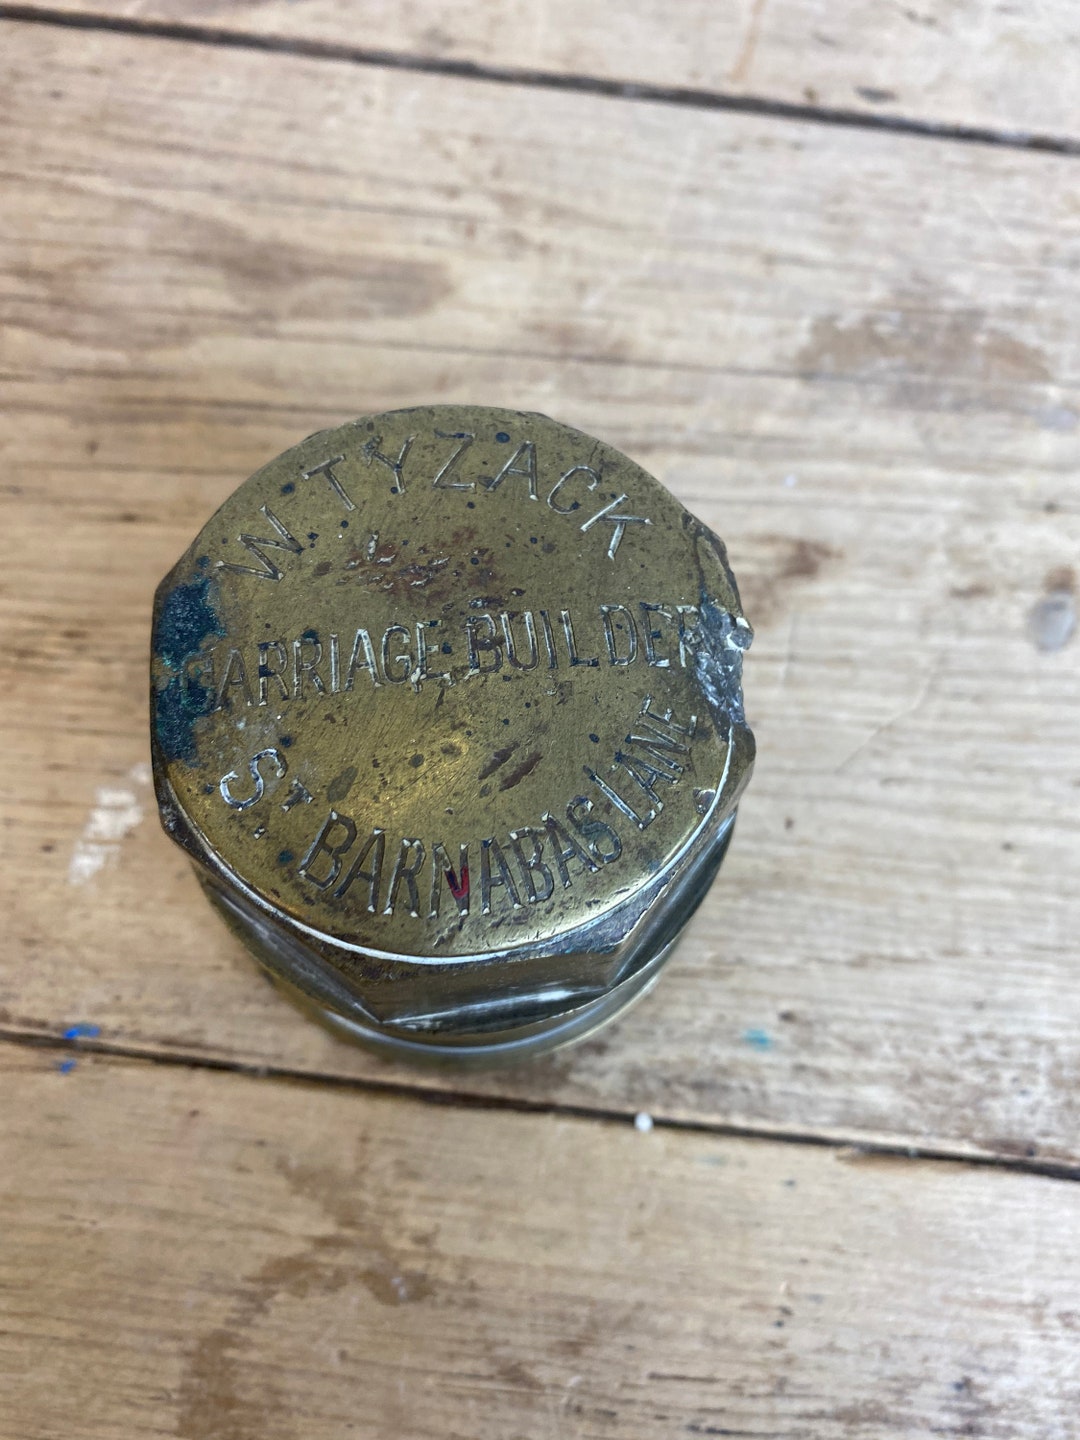 W. TYZACK
CARRIAGE BUILDER
ST BARNABAS LANE